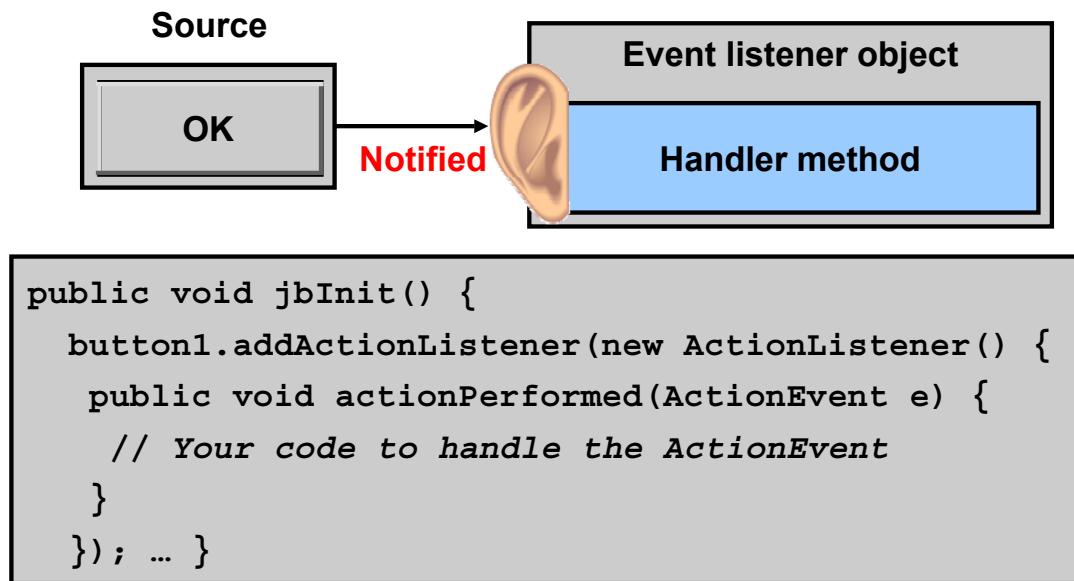 Source
Event listener object
OK
Notified
Handler method
public void jbInit() {
button1.addActionListener(new ActionListener() {
public void actionPerformed(ActionEvent e) {
// Your code to handle the ActionEvent
}
}); … }